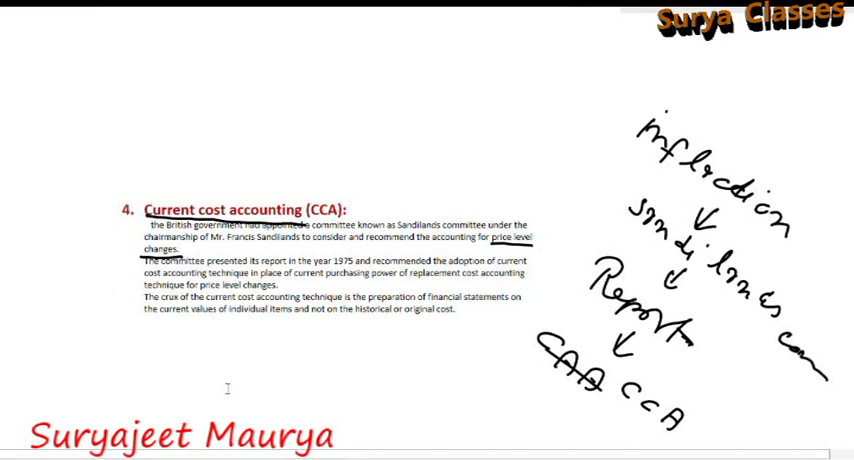 Surya Classes
4. Current cost accounting (CCA):
the British government had appointed a committee known as Sandilands committee under the
chairmanship of Mr. Francis Sandilands to consider and recommend the accounting for price level
changes.
The committee presented its report in the year 1975 and recommended the adoption of current
cost accounting technique in place of current purchasing power of replacement cost accounting
technique for price level changes.
The crux of the current cost accounting technique is the preparation of financial statements on
the current values of individual items and not on the historical or original cost.
inflection
Report
CCA
Suryajeet Maurya